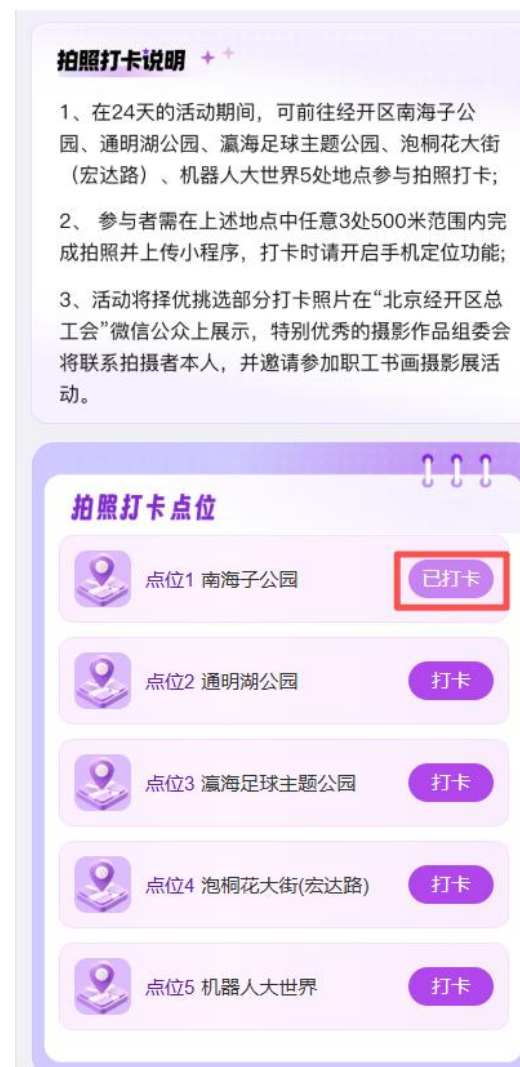 拍照打卡说明
1、在24天的活动期间，可前往经开区南海子公
园、通明湖公园、瀛海足球主题公园、泡桐花大街
（宏达路）、机器人大世界5处地点参与拍照打卡;
2、 参与者需在上述地点中任意3处500米范围内完
成拍照并上传小程序，打卡时请开启手机定位功能;
3、活动将择优挑选部分打卡照片在“北京经开区总
工会”微信公众上展示，特别优秀的摄影作品组委会
将联系拍摄者本人，并邀请参加职工书画摄影展活
动。
拍照打卡点位
点位1 南海子公园 已打卡
点位2 通明湖公园 打卡
点位3 瀛海足球主题公园 打卡
点位4 泡桐花大街(宏达路) 打卡
点位5 机器人大世界 打卡